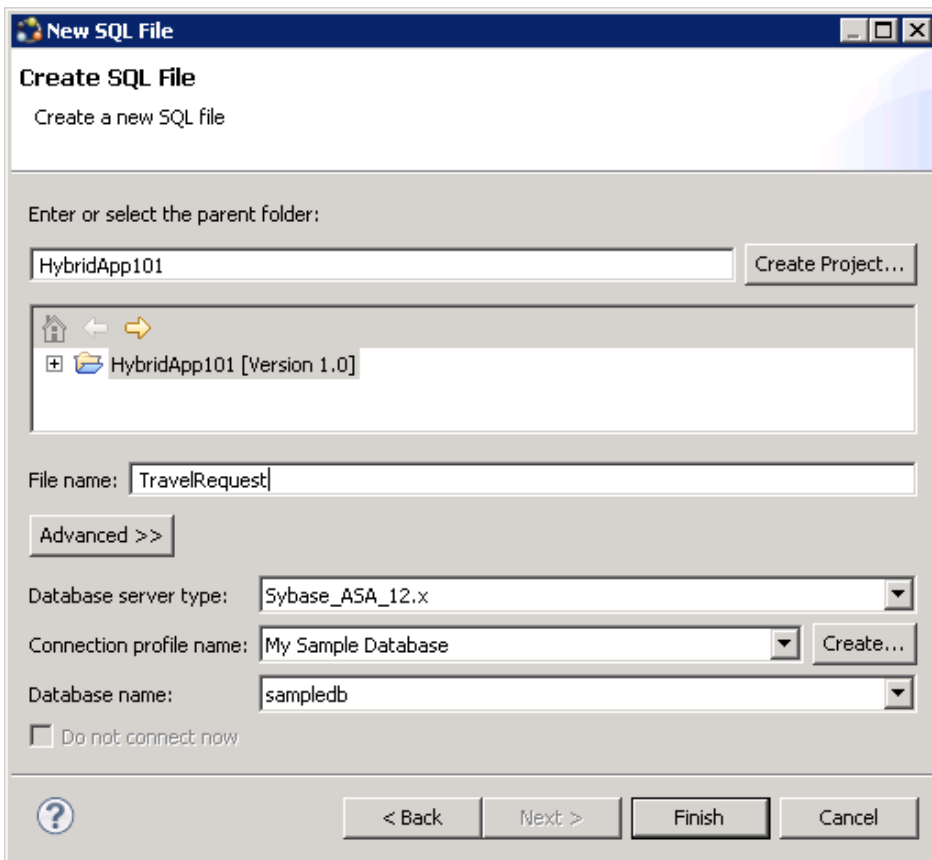 New SQL File
Create SQL File
Create a new SQL file
Enter or select the parent folder:
HybridApp101
Create Project...
HybridApp101 [Version 1.0]
File name: TravelRequest
Advanced >>
Database server type: Sybase_ASA_12.x
Connection profile name: My Sample Database Create...
Database name: sampledb
Do not connect now
? < Back Next > Finish Cancel